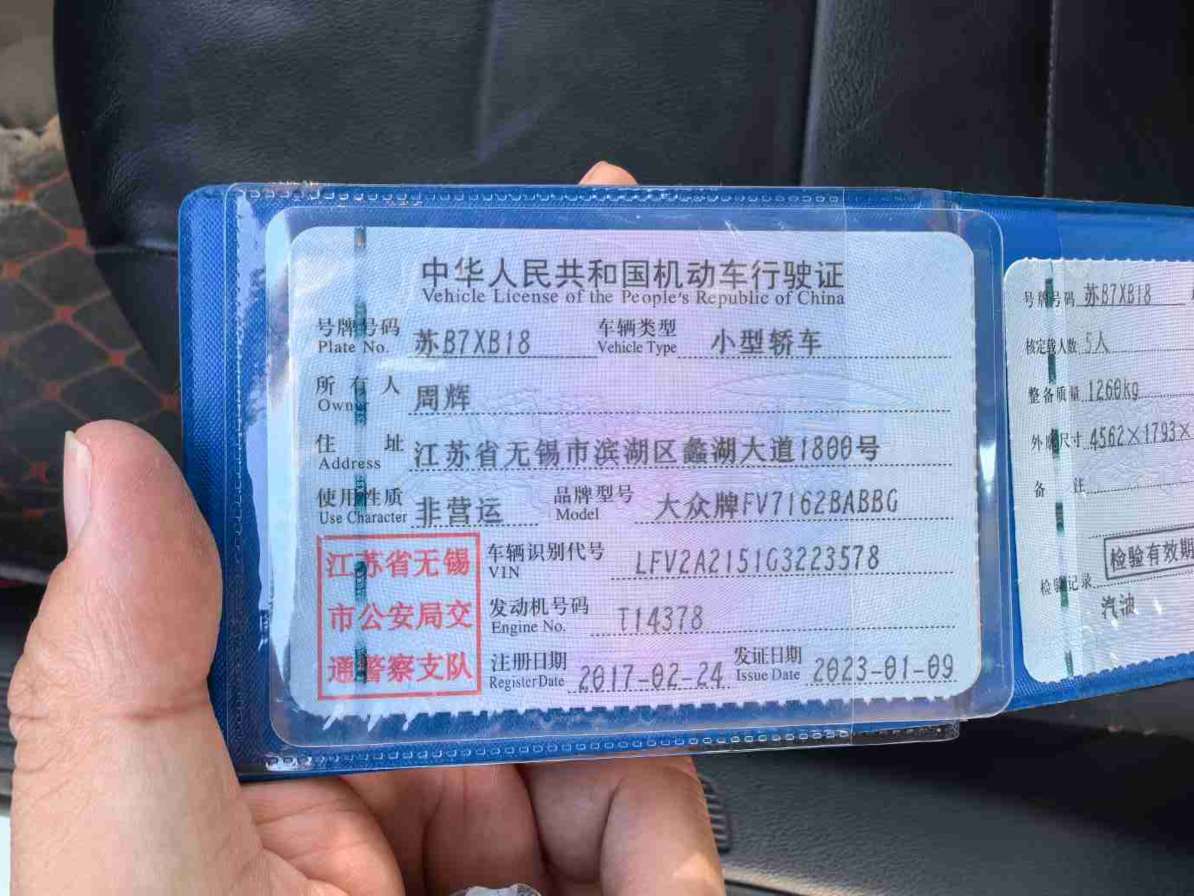 中华人民共和国机动车行驶证
Vehicle License of the People's Republic of China
号牌号码 苏B7XB18 车辆类型 小型轿车
Plate No. Vehicle Type
所有人 周辉
Owner
住址 江苏省无锡市滨湖区蠡湖大道1800号
Address
使用性质 非营运 品牌型号 大众牌FV7162BABBG
Use Character Model
江苏省无锡
市公安局交
通警察支队
车辆识别代号 LFV2A2151G3223578
VIN
发动机号码 T14378
Engine No.
注册日期 2017-02-24 发证日期 2023-01-09
Register Date Issue Date
号牌号码 苏B7XB18
核定载人数 5人
整备质量 1260kg
外廓尺寸 4562×1793×
备注
检验有效期
检验记录
汽油